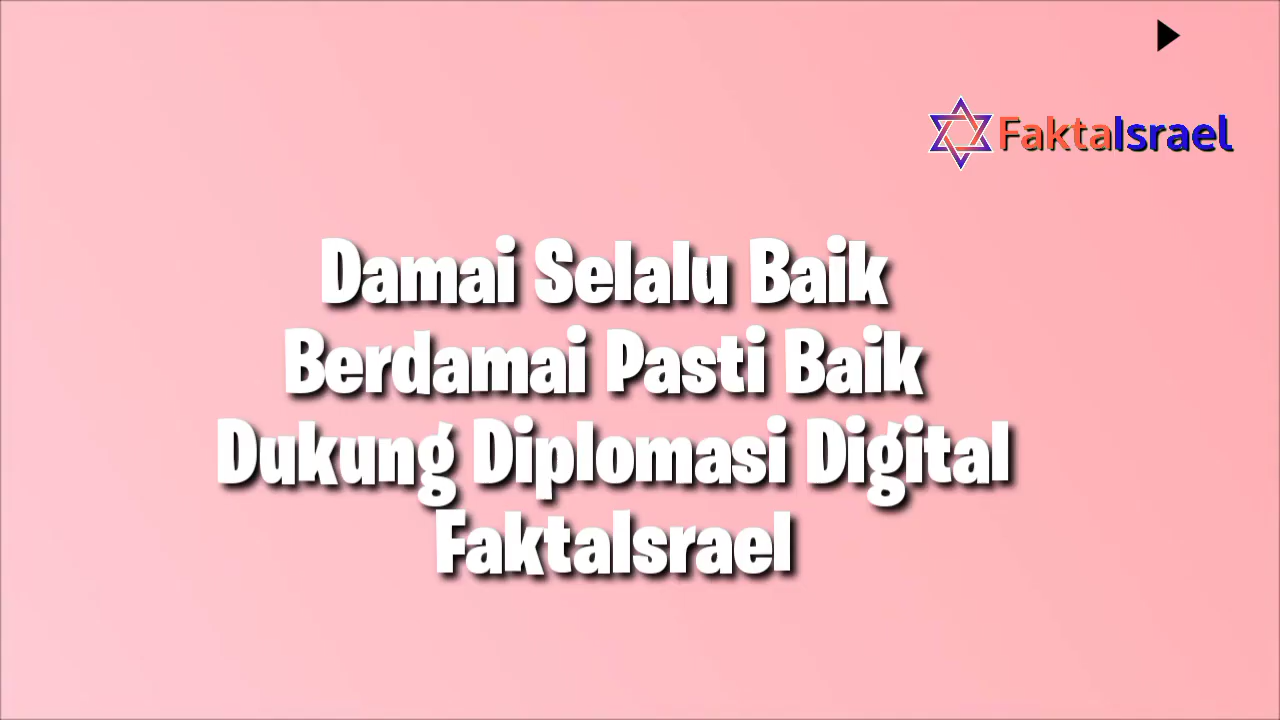 FaktaIsrael
Damai Selalu Baik
Berdamai Pasti Baik
Dukung Diplomasi Digital
FaktaIsrael